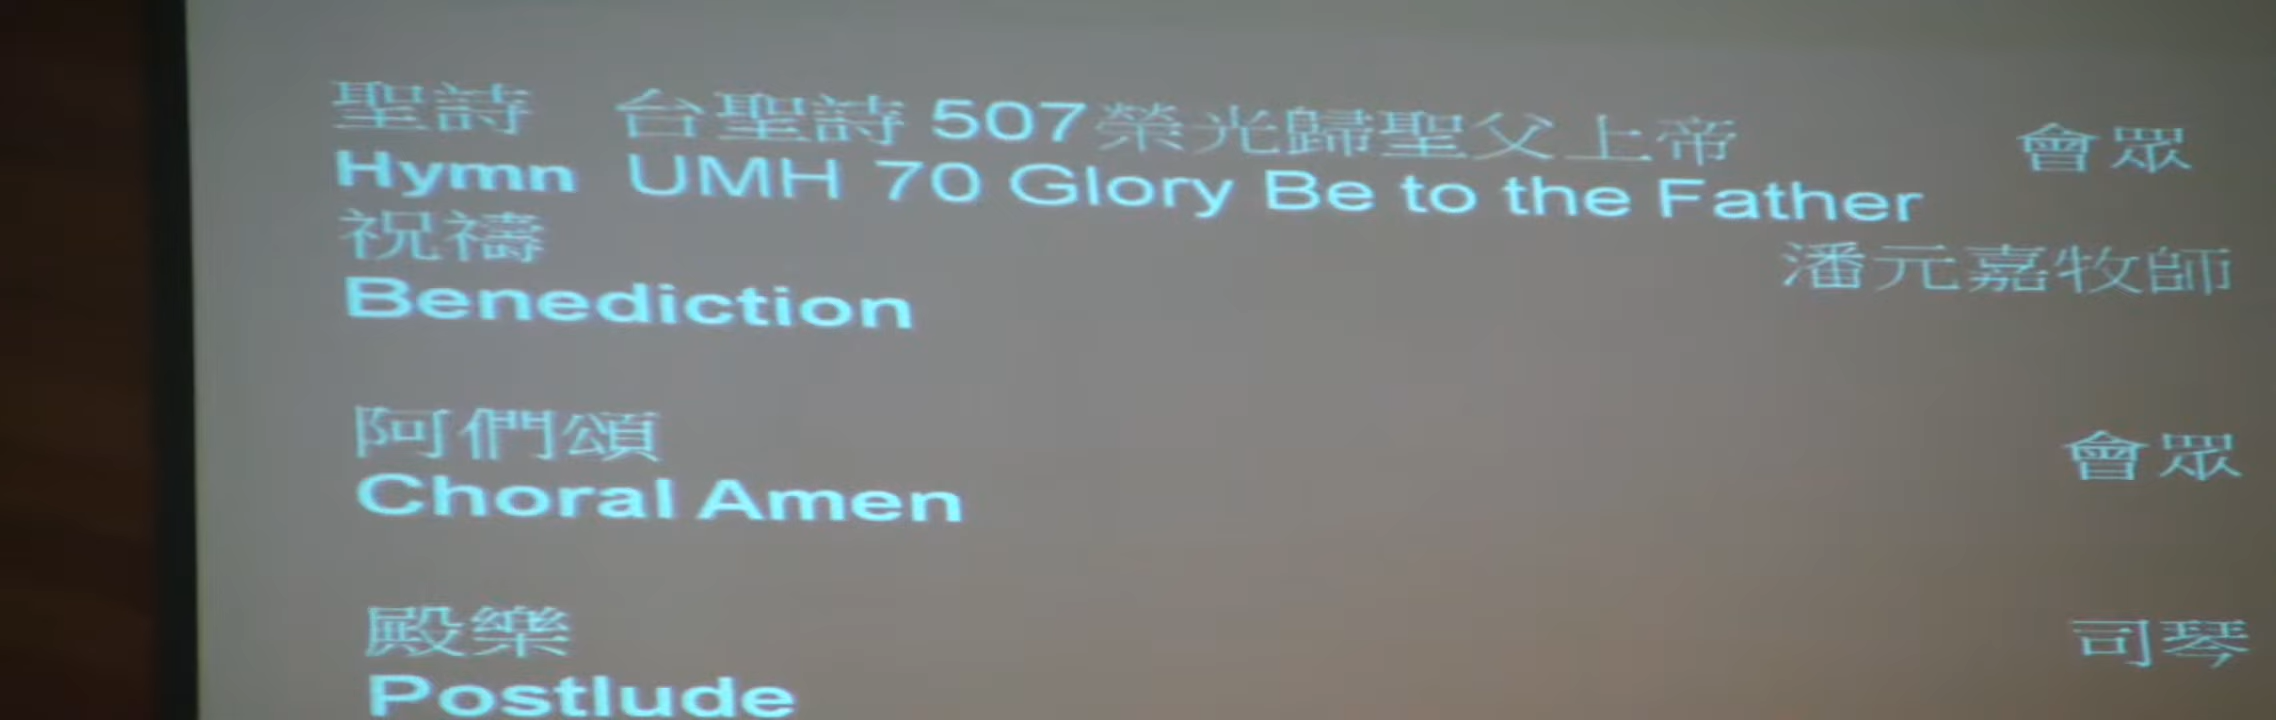 聖詩 台聖詩 507榮光歸聖父上帝 會眾
Hymn UMH 70 Glory Be to the Father
祝禱 潘元嘉牧師
Benediction
阿們頌 會眾
Choral Amen
殿樂 司琴
Postlude